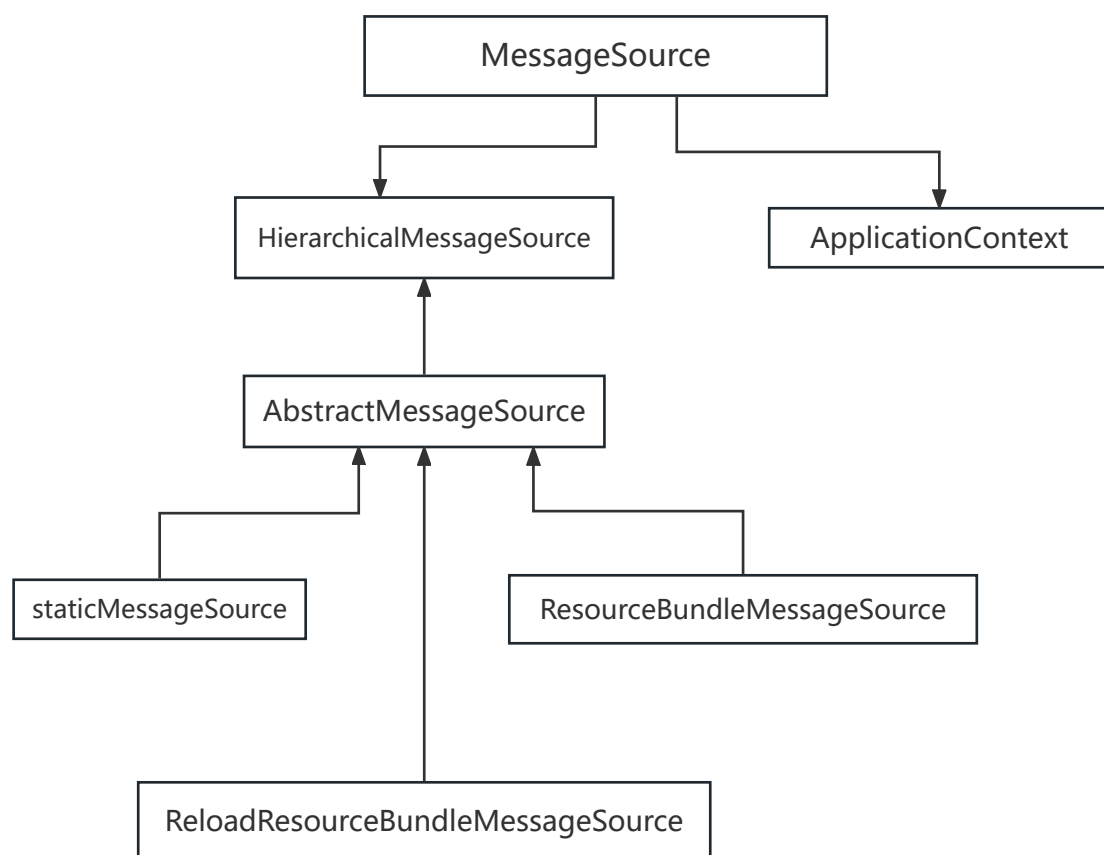 MessageSource
HierarchicalMessageSource
ApplicationContext
AbstractMessageSource
staticMessageSource
ResourceBundleMessageSource
ReloadResourceBundleMessageSource